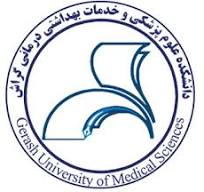 دانشکده علوم پزشکی و خدمات بهداشتی درمانی گراش
Gerash University of Medical Sciences